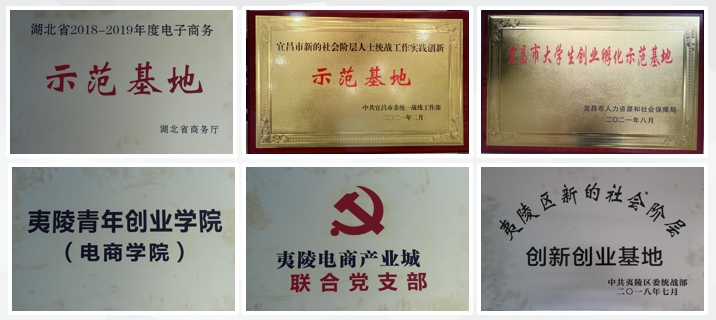 湖北省2018-2019年度电子商务
示范基地
湖北省商务厅
宜昌市新的社会阶层人士统战工作实践创新
示范基地
中共宜昌市委统一战线工作部
二〇二一年二月
宜昌市大学生创业孵化示范基地
宜昌市人力资源和社会保障局
二〇二一年八月
夷陵青年创业学院
（电商学院）
夷陵电商产业城
联合党支部
夷陵区新的社会阶层
创新创业基地
中共夷陵区委统战部
二〇一八年七月